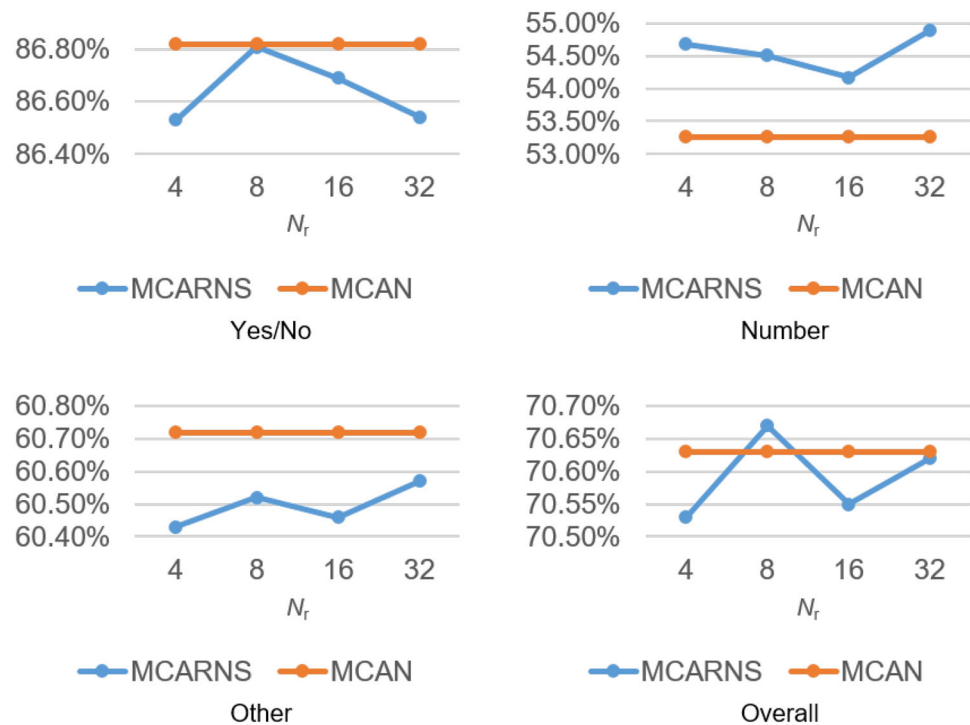 86.80%
86.60%
86.40%
4 8 16 32
Nr
MCARNS MCAN
Yes/No
55.00%
54.50%
54.00%
53.50%
53.00%
4 8 16 32
Nr
MCARNS MCAN
Number
60.80%
60.70%
60.60%
60.50%
60.40%
4 8 16 32
Nr
MCARNS MCAN
Other
70.70%
70.65%
70.60%
70.55%
70.50%
4 8 16 32
Nr
MCARNS MCAN
Overall